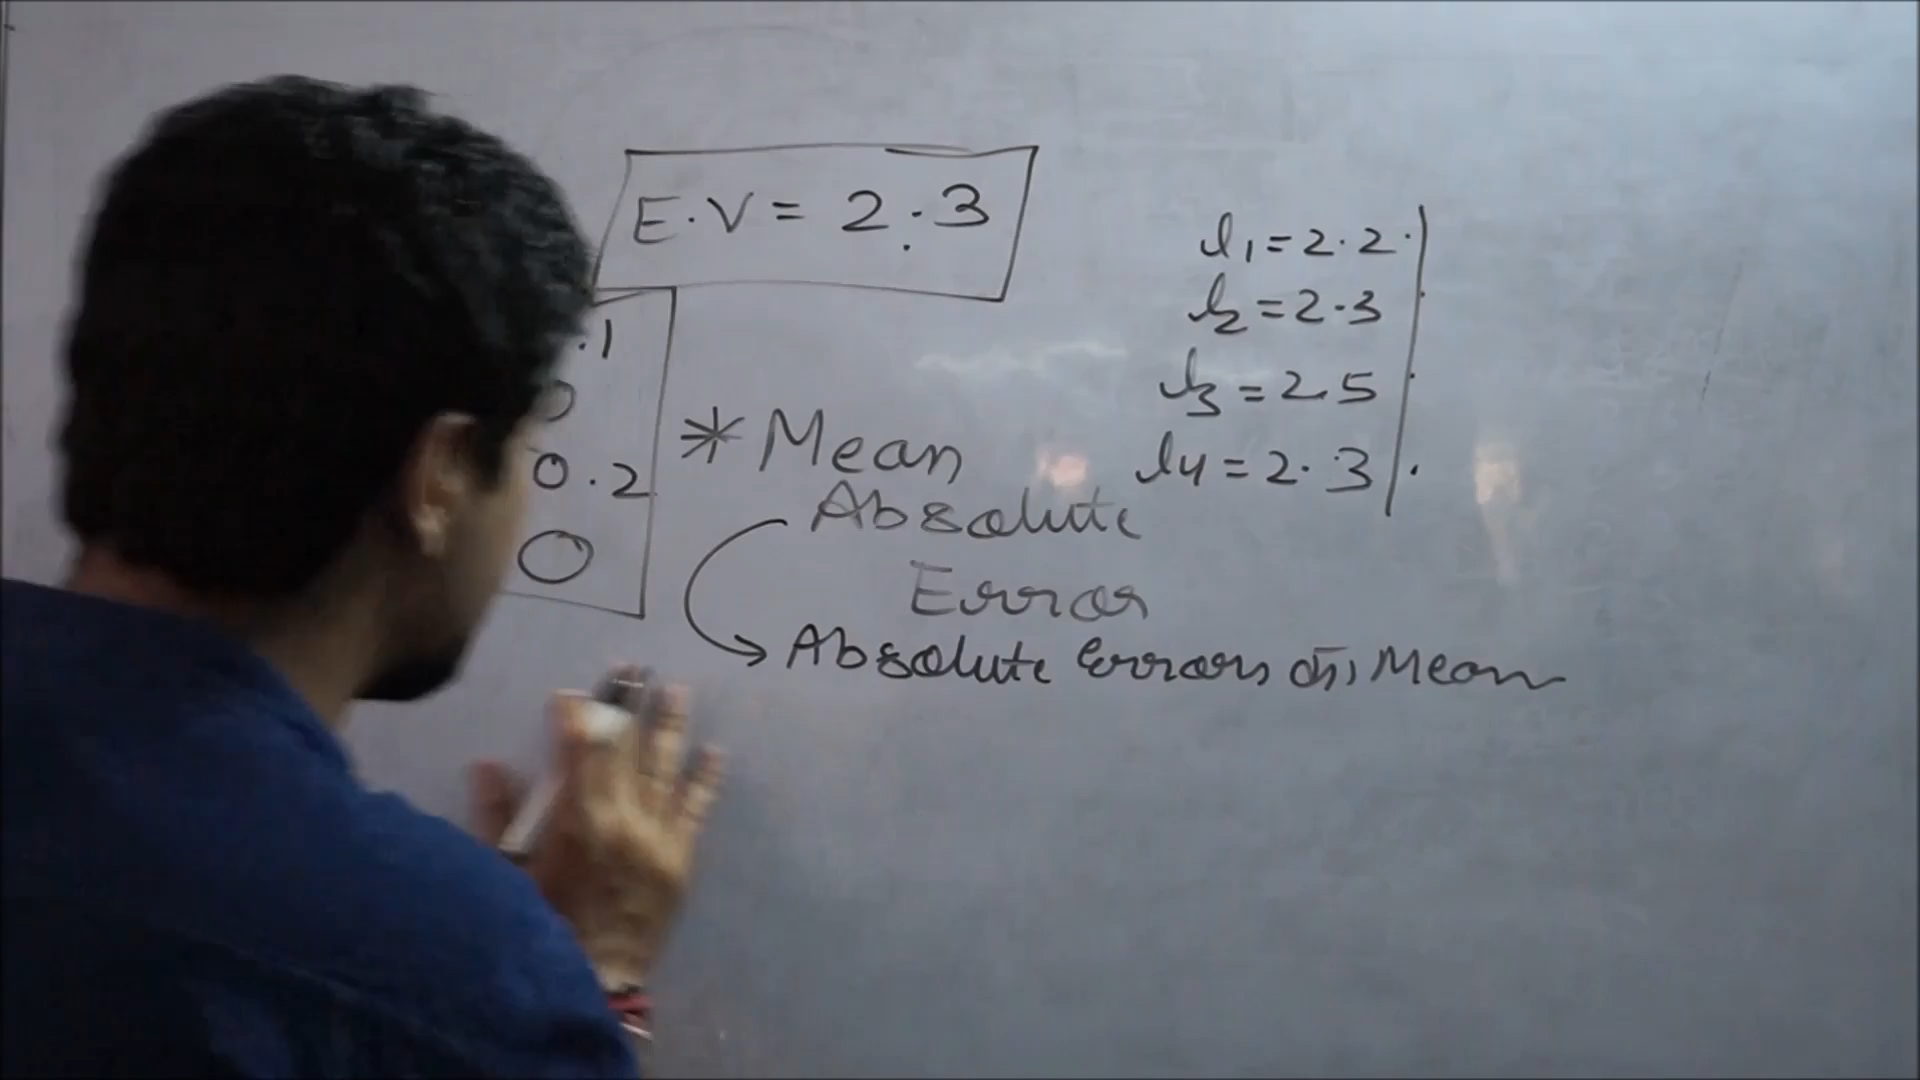 E.V = 2.3
l1 = 2.2
l2 = 2.3
l3 = 2.5
l4 = 2.3
.1
0
0.2
0
* Mean
Absolute
Error
→ Absolute Errors का Mean